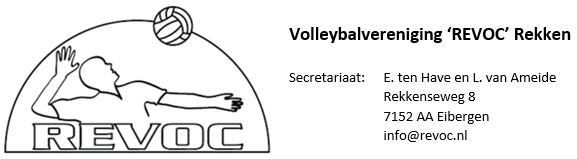 REVOC
Volleybalvereniging ‘REVOC’ Rekken
Secretariaat: E. ten Have en L. van Ameide
Rekkenseweg 8
7152 AA Eibergen
info@revoc.nl